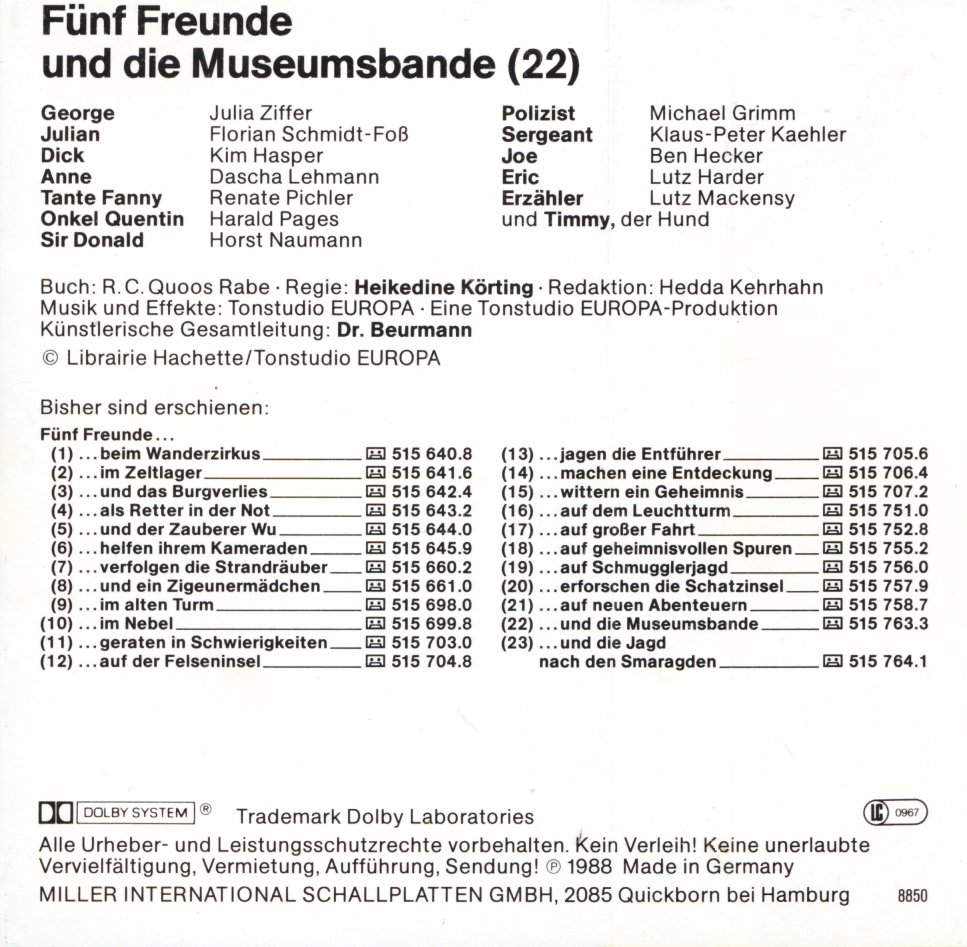 Fünf Freunde
und die Museumsbande (22)
George Julia Ziffer
Julian Florian Schmidt-Foß
Dick Kim Hasper
Anne Dascha Lehmann
Tante Fanny Renate Pichler
Onkel Quentin Harald Pages
Sir Donald Horst Naumann
Polizist Michael Grimm
Sergeant Klaus-Peter Kaehler
Joe Ben Hecker
Eric Lutz Harder
Erzähler Lutz Mackensy
und Timmy, der Hund
Buch: R. C. Quoos Rabe · Regie: Heikedine Körting · Redaktion: Hedda Kehrhahn
Musik und Effekte: Tonstudio EUROPA · Eine Tonstudio EUROPA-Produktion
Künstlerische Gesamtleitung: Dr. Beurmann
© Librairie Hachette/Tonstudio EUROPA
Bisher sind erschienen:
Fünf Freunde...
(1) ...beim Wanderzirkus 515 640.8
(2) ...im Zeltlager 515 641.6
(3) ...und das Burgverlies 515 642.4
(4) ...als Retter in der Not 515 643.2
(5) ...und der Zauberer Wu 515 644.0
(6) ...helfen ihrem Kameraden 515 645.9
(7) ...verfolgen die Strandräuber 515 660.2
(8) ...und ein Zigeunermädchen 515 661.0
(9) ...im alten Turm 515 698.0
(10) ...im Nebel 515 699.8
(11) ...geraten in Schwierigkeiten 515 703.0
(12) ...auf der Felseninsel 515 704.8
(13) ...jagen die Entführer 515 705.6
(14) ...machen eine Entdeckung 515 706.4
(15) ...wittern ein Geheimnis 515 707.2
(16) ...auf dem Leuchtturm 515 751.0
(17) ...auf großer Fahrt 515 752.8
(18) ...auf geheimnisvollen Spuren 515 755.2
(19) ...auf Schmugglerjagd 515 756.0
(20) ...erforschen die Schatzinsel 515 757.9
(21) ...auf neuen Abenteuern 515 758.7
(22) ...und die Museumsbande 515 763.3
(23) ...und die Jagd
nach den Smaragden 515 764.1
DOLBY SYSTEM ® Trademark Dolby Laboratories
LC 0967
Alle Urheber- und Leistungsschutzrechte vorbehalten. Kein Verleih! Keine unerlaubte
Vervielfältigung, Vermietung, Aufführung, Sendung! ℗ 1988 Made in Germany
MILLER INTERNATIONAL SCHALLPLATTEN GMBH, 2085 Quickborn bei Hamburg 8850